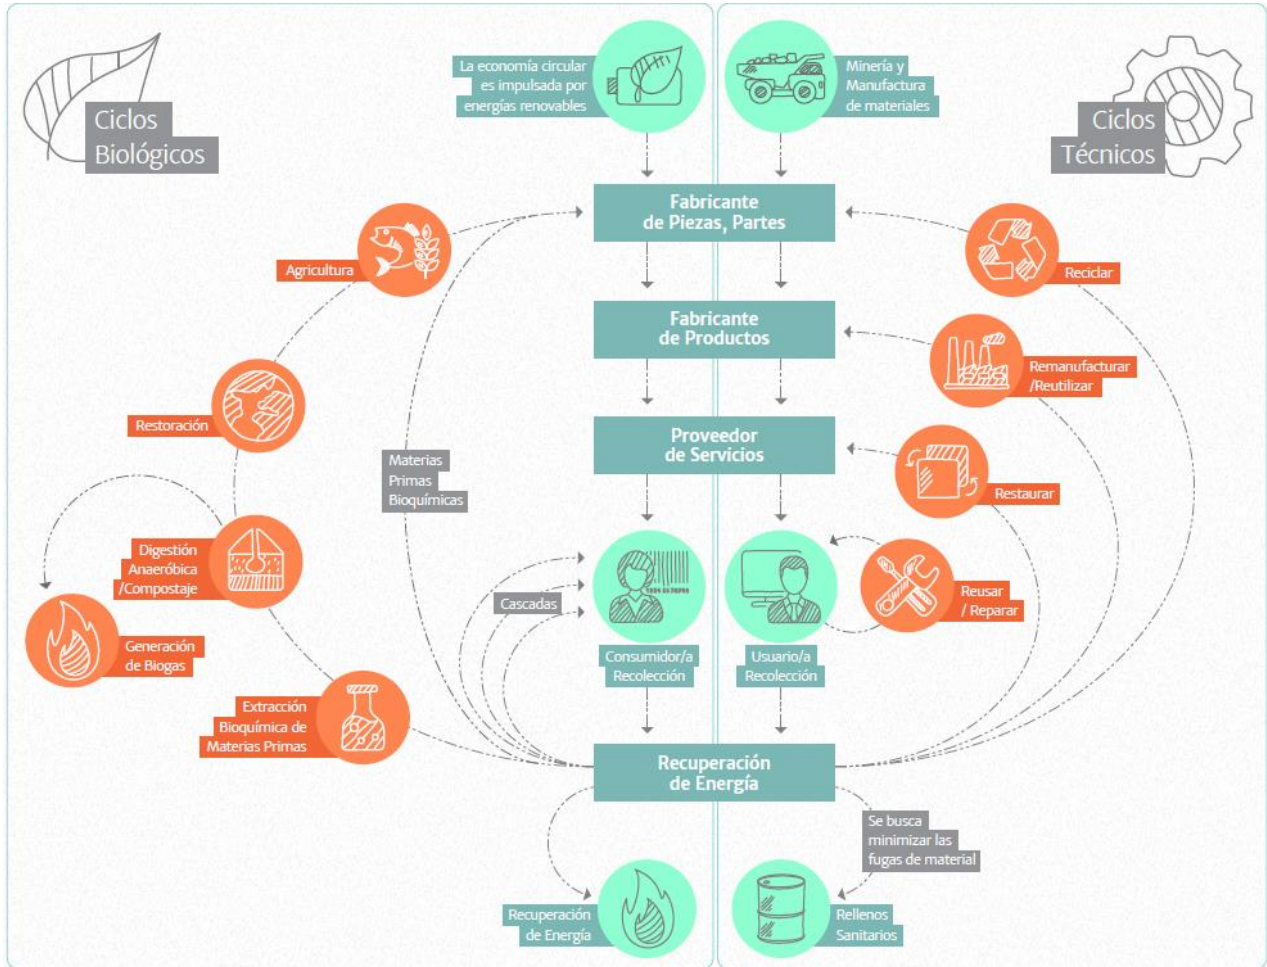 La economía circular
es impulsada por
energías renovables
Minería y
Manufactura
de materiales
Ciclos
Biológicos
Ciclos
Técnicos
Fabricante
de Piezas, Partes
Agricultura
Reciclar
Fabricante
de Productos
Remanufacturar
/Reutilizar
Restoración
Proveedor
de Servicios
Materias
Primas
Bioquímicas
Restaurar
Digestión
Anaeróbica
/Compostaje
Cascadas
Reusar
/ Reparar
Generación
de Biogas
Consumidor/a
Recolección
Usuario/a
Recolección
Extracción
Bioquímica de
Materias Primas
Recuperación
de Energía
Se busca
minimizar las
fugas de material
Recuperación
de Energía
Rellenos
Sanitarios